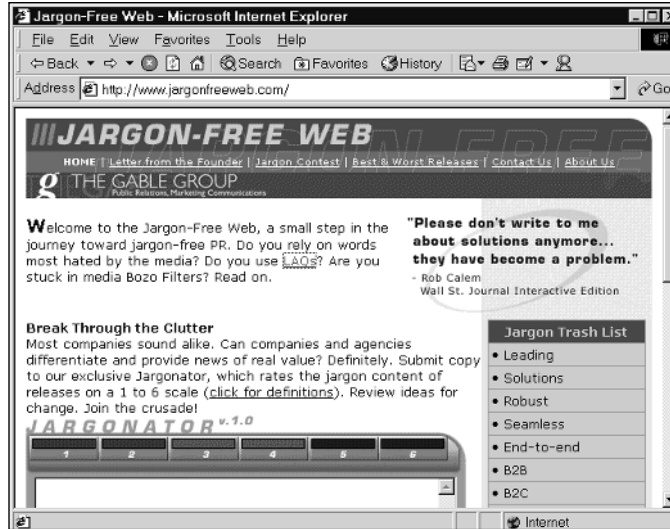 Jargon-Free Web - Microsoft Internet Explorer
File Edit View Favorites Tools Help
Back Search Favorites History
Address http://www.jargonfreeweb.com/ Go
JARGON-FREE WEB
HOME | Letter from the Founder | Jargon Contest | Best & Worst Releases | Contact Us | About Us
g THE GABLE GROUP
Public Relations, Marketing Communications
Welcome to the Jargon-Free Web, a small step in the
journey toward jargon-free PR. Do you rely on words
most hated by the media? Do you use LAOs? Are you
stuck in media Bozo Filters? Read on.
"Please don't write to me
about solutions anymore...
they have become a problem."
- Rob Calem
Wall St. Journal Interactive Edition
Break Through the Clutter
Most companies sound alike. Can companies and agencies
differentiate and provide news of real value? Definitely. Submit copy
to our exclusive Jargonator, which rates the jargon content of
releases on a 1 to 6 scale (click for definitions). Review ideas for
change. Join the crusade!
JARGONATOR v.1.0
1 2 3 4 5 6
Jargon Trash List
• Leading
• Solutions
• Robust
• Seamless
• End-to-end
• B2B
• B2C
Internet